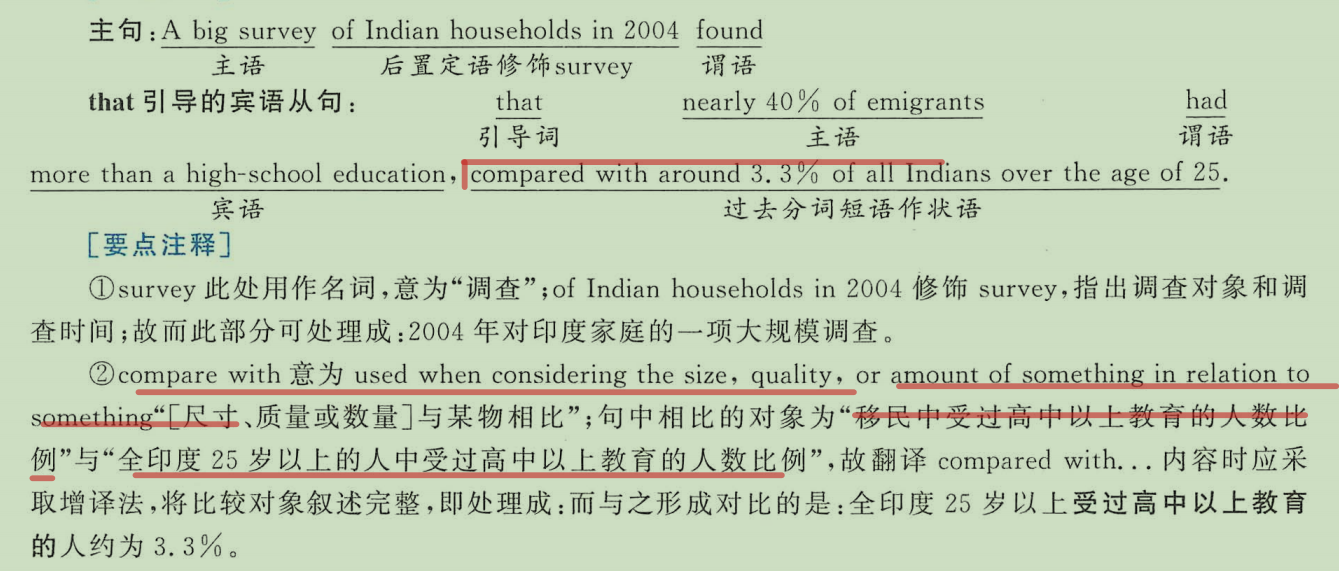 主句:A big survey of Indian households in 2004 found
主语 后置定语修饰survey 谓语
that 引导的宾语从句: that nearly 40% of emigrants had
引导词 主语 谓语
more than a high-school education, compared with around 3.3% of all Indians over the age of 25.
宾语 过去分词短语作状语
[要点注释]
①survey 此处用作名词,意为“调查”;of Indian households in 2004 修饰 survey,指出调查对象和调
查时间;故而此部分可处理成:2004 年对印度家庭的一项大规模调查。
②compare with 意为 used when considering the size, quality, or amount of something in relation to
something“[尺寸、质量或数量]与某物相比”;句中相比的对象为“移民中受过高中以上教育的人数比
例”与“全印度 25 岁以上的人中受过高中以上教育的人数比例”,故翻译 compared with... 内容时应采
取增译法,将比较对象叙述完整,即处理成:而与之形成对比的是:全印度 25 岁以上受过高中以上教育
的人约为 3.3%。